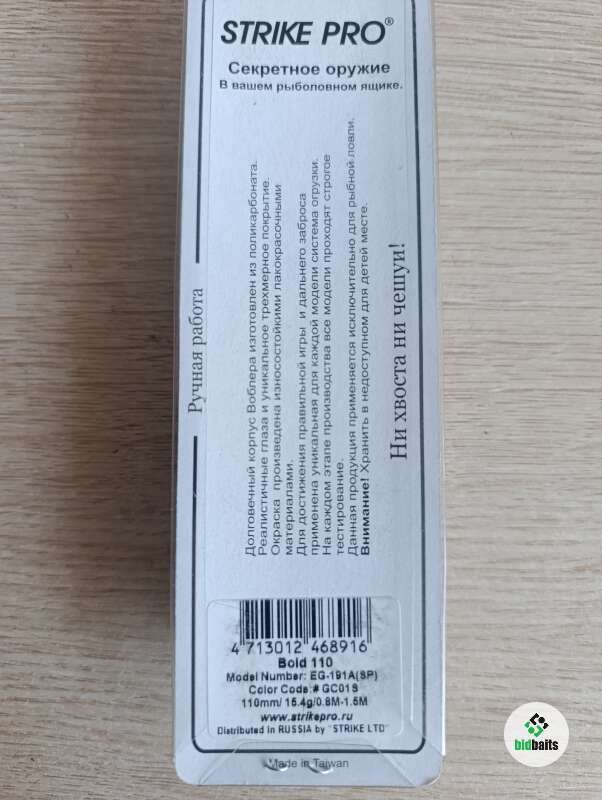 STRIKE PRO®
Секретное оружие
В вашем рыболовном ящике.
Ручная работа
Долговечный корпус Воблера изготовлен из поликарбоната.
Реалистичные глаза и уникальное трехмерное покрытие.
Окраска произведена износостойкими лакокрасочными
материалами.
Для достижения правильной игры и дальнего заброса
применена уникальная для каждой модели система огрузки.
На каждом этапе производства все модели проходят строгое
тестирование.
Данная продукция применяется исключительно для рыбной ловли.
Внимание! Хранить в недоступном для детей месте.
Ни хвоста ни чешуи!
4 713012 468916
Bold 110
Model Number: EG-191A(SP)
Color Code:# GC01S
110mm/ 15.4g/0.8M-1.5M
www.strikepro.ru
Distributed in RUSSIA by "STRIKE LTD"
Made in Taiwan
bidbaits